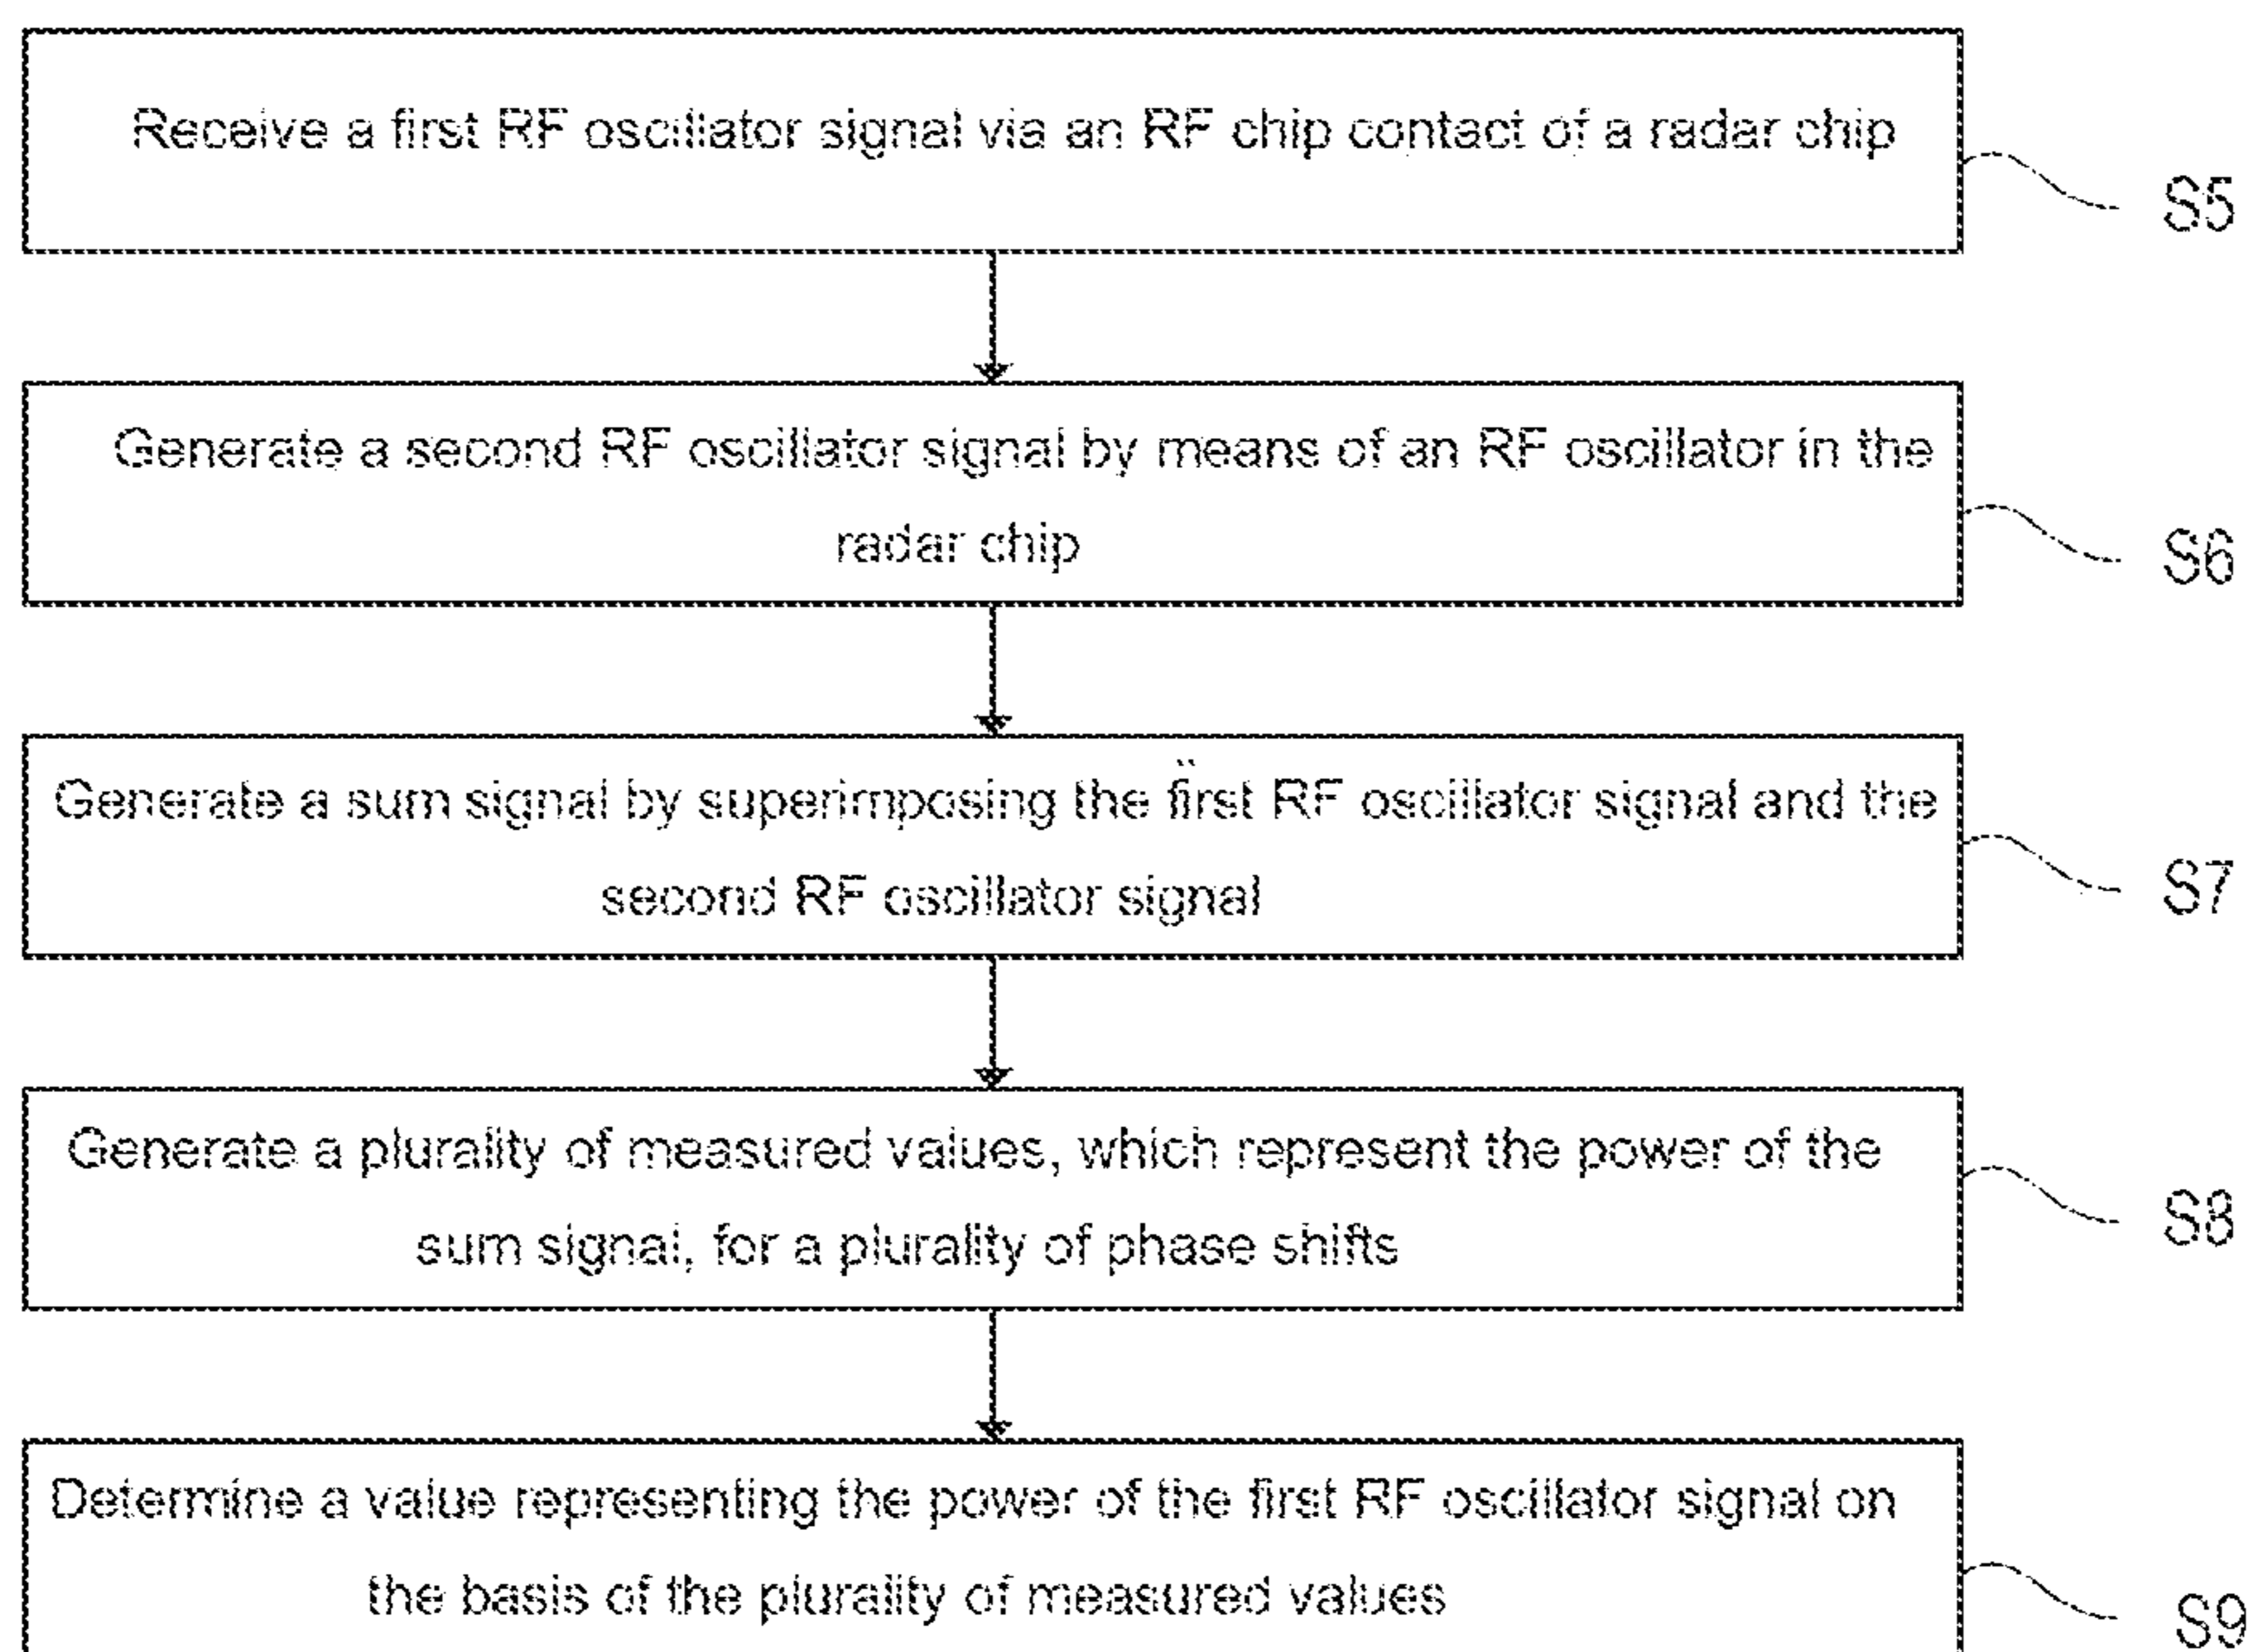 Receive a first RF oscillator signal via an RF chip contact of a radar chip
S5
Generate a second RF oscillator signal by means of an RF oscillator in the
radar chip
S6
Generate a sum signal by superimposing the first RF oscillator signal and the
second RF oscillator signal
S7
Generate a plurality of measured values, which represent the power of the
sum signal, for a plurality of phase shifts
S8
Determine a value representing the power of the first RF oscillator signal on
the basis of the plurality of measured values
S9